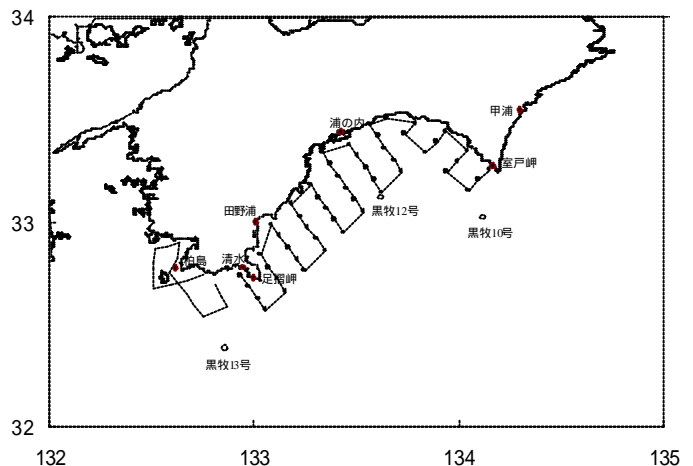 34
甲浦
浦の内
室戸岬
黒牧12号
田野浦
黒牧10号
33
柏島
清水
足摺岬
黒牧13号
32
132
133
134
135